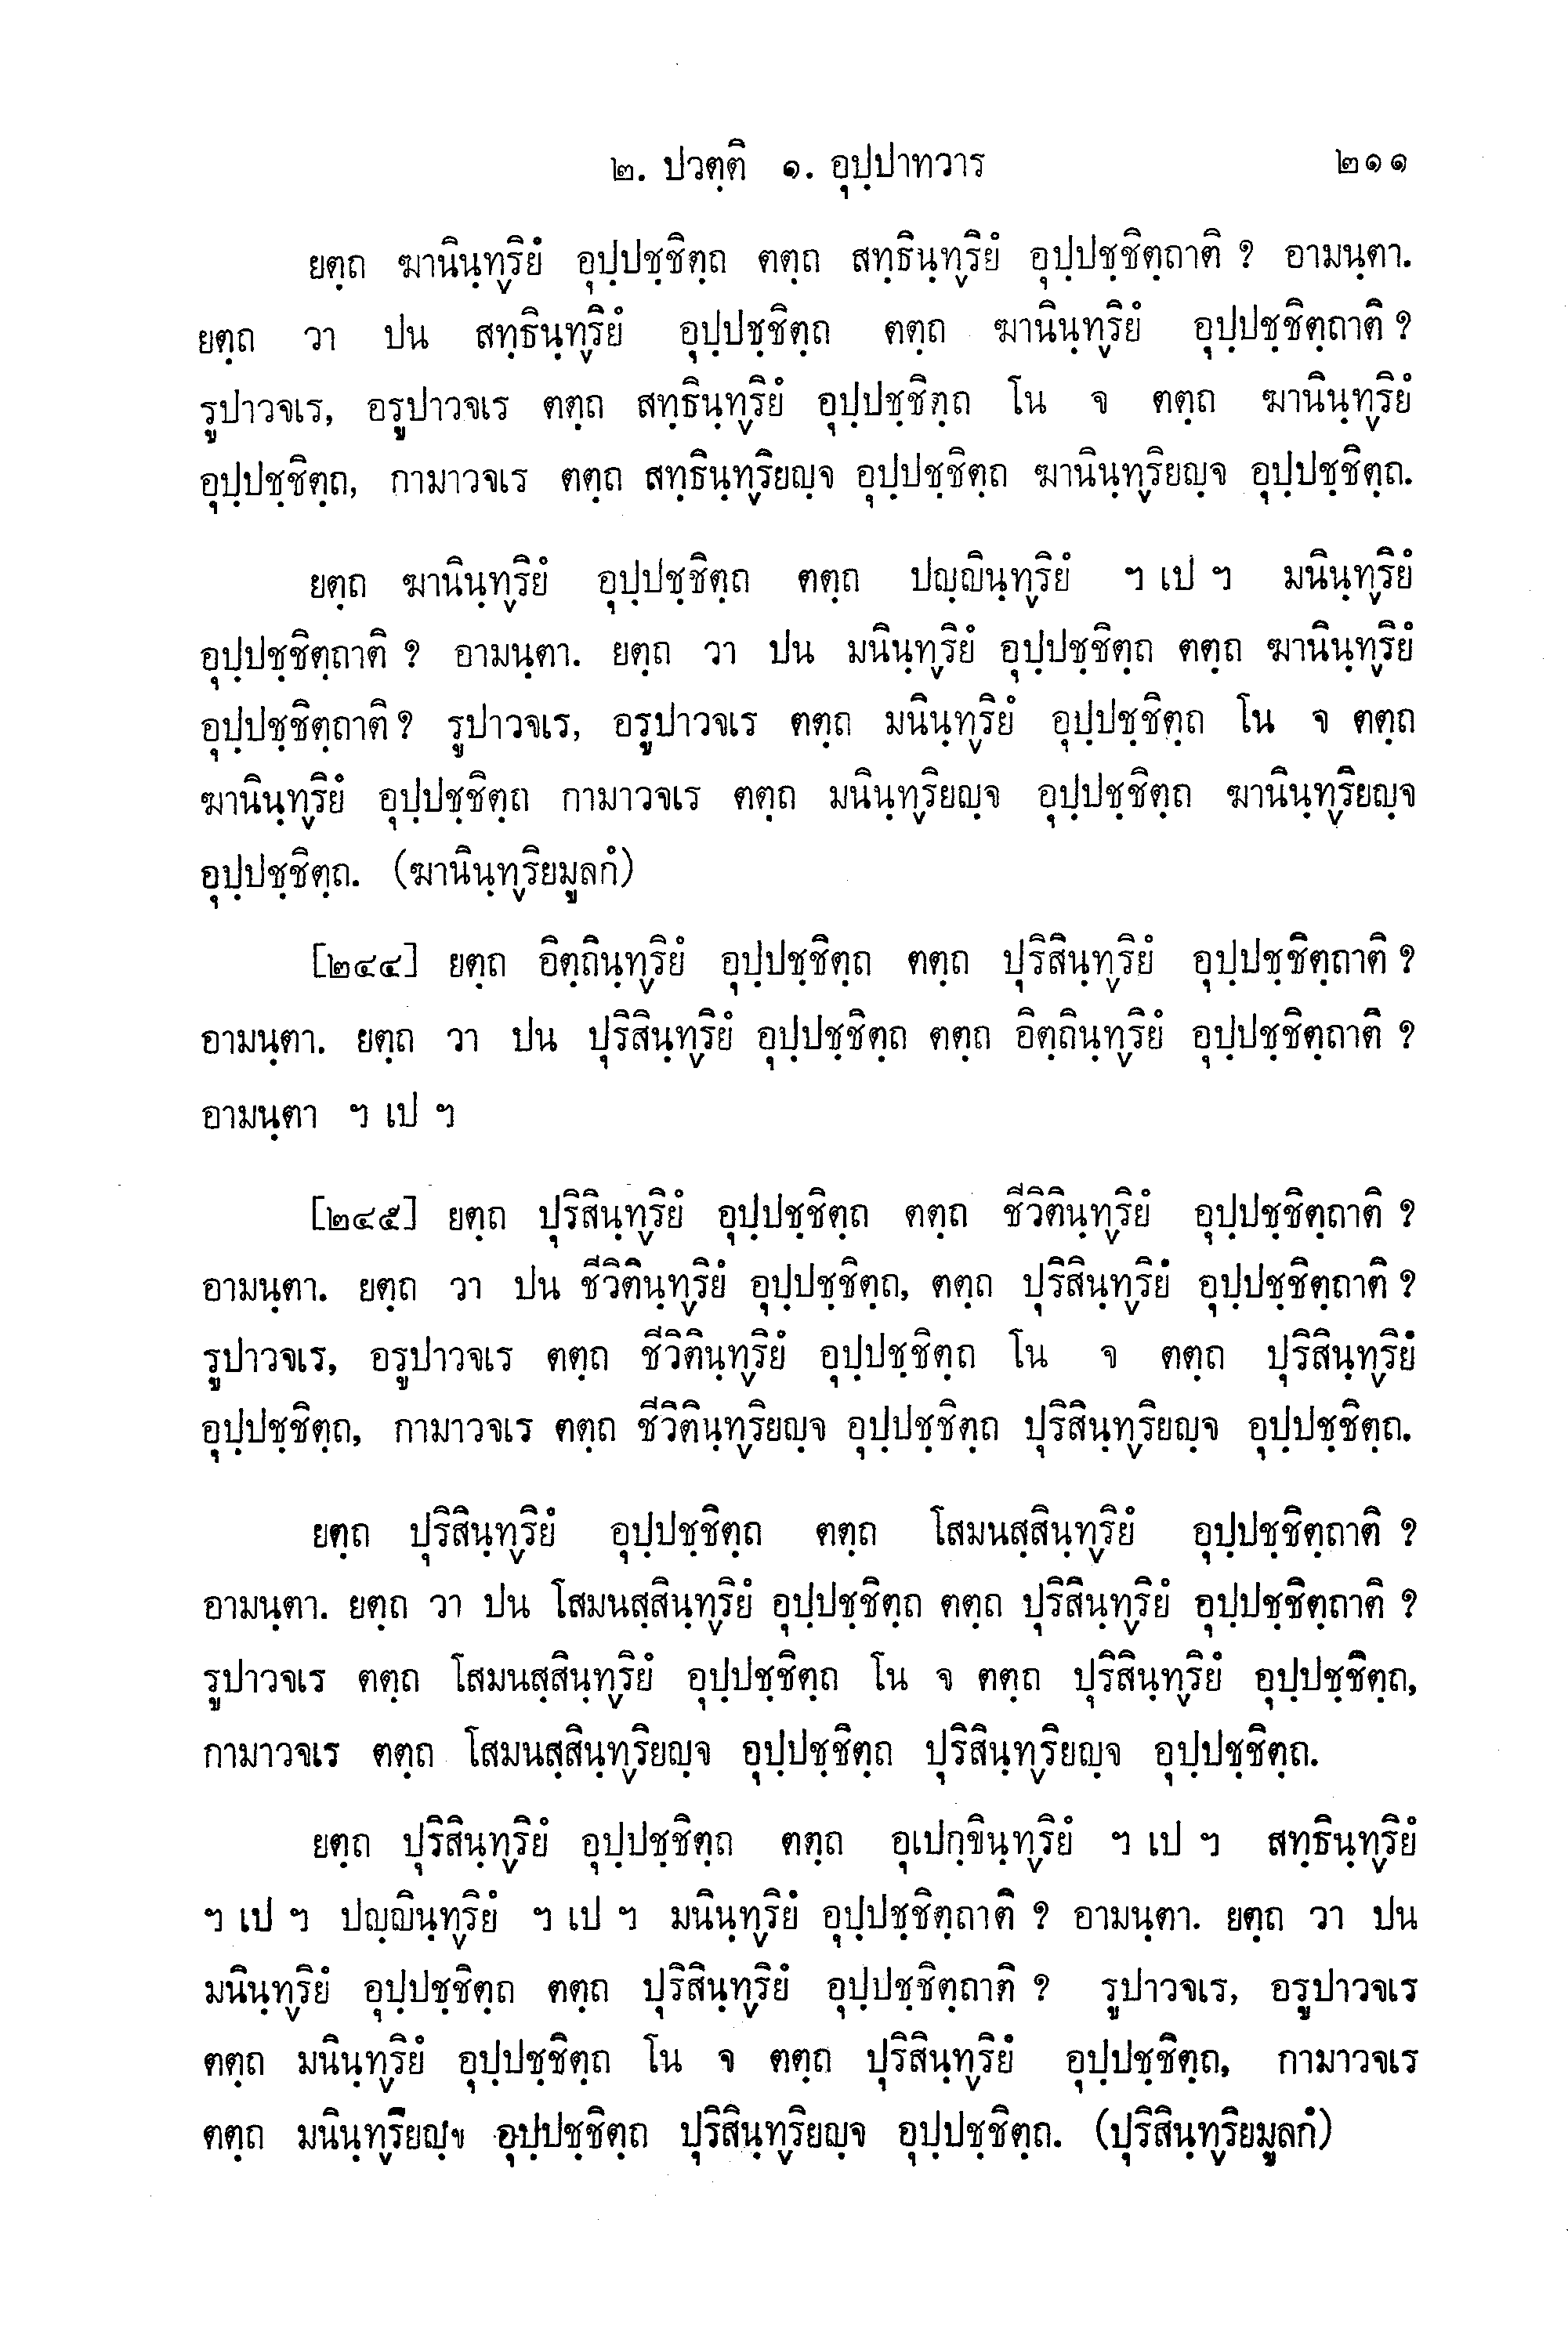 ๒. ปวตฺติ ๑. อุปฺปาทวาร ๒๑๑
ยตฺถ ฆานินฺทฺริยํ อุปฺปชฺชิตฺถ ตตฺถ สทฺธินฺทฺริยํ อุปฺปชฺชิตฺถาติ ? อามนฺตา.
ยตฺถ วา ปน สทฺธินฺทฺริยํ อุปฺปชฺชิตฺถ ตตฺถ ฆานินฺทฺริยํ อุปฺปชฺชิตฺถาติ ?
รูปาวจเร, อรูปาวจเร ตตฺถ สทฺธินฺทฺริยํ อุปฺปชฺชิตฺถ โน จ ตตฺถ ฆานินฺทฺริยํ
อุปฺปชฺชิตฺถ, กามาวจเร ตตฺถ สทฺธินฺทฺริยญฺจ อุปฺปชฺชิตฺถ ฆานินฺทฺริยญฺจ อุปฺปชฺชิตฺถ.
ยตฺถ ฆานินฺทฺริยํ อุปฺปชฺชิตฺถ ตตฺถ ปญฺญินฺทฺริยํ ฯ เป ฯ มนินฺทฺริยํ
อุปฺปชฺชิตฺถาติ ? อามนฺตา. ยตฺถ วา ปน มนินฺทฺริยํ อุปฺปชฺชิตฺถ ตตฺถ ฆานินฺทฺริยํ
อุปฺปชฺชิตฺถาติ ? รูปาวจเร, อรูปาวจเร ตตฺถ มนินฺทฺริยํ อุปฺปชฺชิตฺถ โน จ ตตฺถ
ฆานินฺทฺริยํ อุปฺปชฺชิตฺถ กามาวจเร ตตฺถ มนินฺทฺริยญฺจ อุปฺปชฺชิตฺถ ฆานินฺทฺริยญฺจ
อุปฺปชฺชิตฺถ. (ฆานินฺทฺริยมูลกํ)
[๒๔๔] ยตฺถ อิตฺถินฺทฺริยํ อุปฺปชฺชิตฺถ ตตฺถ ปุริสินฺทฺริยํ อุปฺปชฺชิตฺถาติ ?
อามนฺตา. ยตฺถ วา ปน ปุริสินฺทฺริยํ อุปฺปชฺชิตฺถ ตตฺถ อิตฺถินฺทฺริยํ อุปฺปชฺชิตฺถาติ ?
อามนฺตา ฯ เป ฯ
[๒๔๕] ยตฺถ ปุริสินฺทฺริยํ อุปฺปชฺชิตฺถ ตตฺถ ชีวิตินฺทฺริยํ อุปฺปชฺชิตฺถาติ ?
อามนฺตา. ยตฺถ วา ปน ชีวิตินฺทฺริยํ อุปฺปชฺชิตฺถ, ตตฺถ ปุริสินฺทฺริยํ อุปฺปชฺชิตฺถาติ ?
รูปาวจเร, อรูปาวจเร ตตฺถ ชีวิตินฺทฺริยํ อุปฺปชฺชิตฺถ โน จ ตตฺถ ปุริสินฺทฺริยํ
อุปฺปชฺชิตฺถ, กามาวจเร ตตฺถ ชีวิตินฺทฺริยญฺจ อุปฺปชฺชิตฺถ ปุริสินฺทฺริยญฺจ อุปฺปชฺชิตฺถ.
ยตฺถ ปุริสินฺทฺริยํ อุปฺปชฺชิตฺถ ตตฺถ โสมนสฺสินฺทฺริยํ อุปฺปชฺชิตฺถาติ ?
อามนฺตา. ยตฺถ วา ปน โสมนสฺสินฺทฺริยํ อุปฺปชฺชิตฺถ ตตฺถ ปุริสินฺทฺริยํ อุปฺปชฺชิตฺถาติ ?
รูปาวจเร ตตฺถ โสมนสฺสินฺทฺริยํ อุปฺปชฺชิตฺถ โน จ ตตฺถ ปุริสินฺทฺริยํ อุปฺปชฺชิตฺถ,
กามาวจเร ตตฺถ โสมนสฺสินฺทฺริยญฺจ อุปฺปชฺชิตฺถ ปุริสินฺทฺริยญฺจ อุปฺปชฺชิตฺถ.
ยตฺถ ปุริสินฺทฺริยํ อุปฺปชฺชิตฺถ ตตฺถ อุเปกฺขินฺทฺริยํ ฯ เป ฯ สทฺธินฺทฺริยํ
ฯ เป ฯ ปญฺญินฺทฺริยํ ฯ เป ฯ มนินฺทฺริยํ อุปฺปชฺชิตฺถาติ ? อามนฺตา. ยตฺถ วา ปน
มนินฺทฺริยํ อุปฺปชฺชิตฺถ ตตฺถ ปุริสินฺทฺริยํ อุปฺปชฺชิตฺถาติ ? รูปาวจเร, อรูปาวจเร
ตตฺถ มนินฺทฺริยํ อุปฺปชฺชิตฺถ โน จ ตตฺถ ปุริสินฺทฺริยํ อุปฺปชฺชิตฺถ, กามาวจเร
ตตฺถ มนินฺทฺริยญฺจ อุปฺปชฺชิตฺถ ปุริสินฺทฺริยญฺจ อุปฺปชฺชิตฺถ. (ปุริสินฺทฺริยมูลกํ)